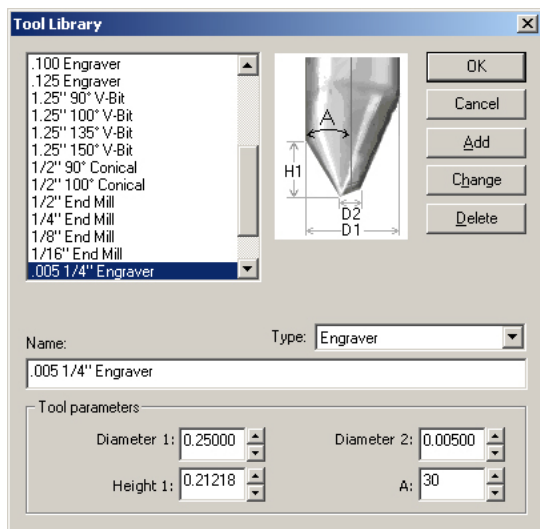 Tool Library
.100 Engraver
.125 Engraver
1.25" 90° V-Bit
1.25" 100° V-Bit
1.25" 135° V-Bit
1.25" 150° V-Bit
1/2" 90° Conical
1/2" 100° Conical
1/2" End Mill
1/4" End Mill
1/8" End Mill
1/16" End Mill
.005 1/4" Engraver
A
H1
D2
D1
OK
Cancel
Add
Change
Delete
Name:
Type: Engraver
.005 1/4" Engraver
Tool parameters
Diameter 1: 0.25000
Diameter 2: 0.00500
Height 1: 0.21218
A: 30